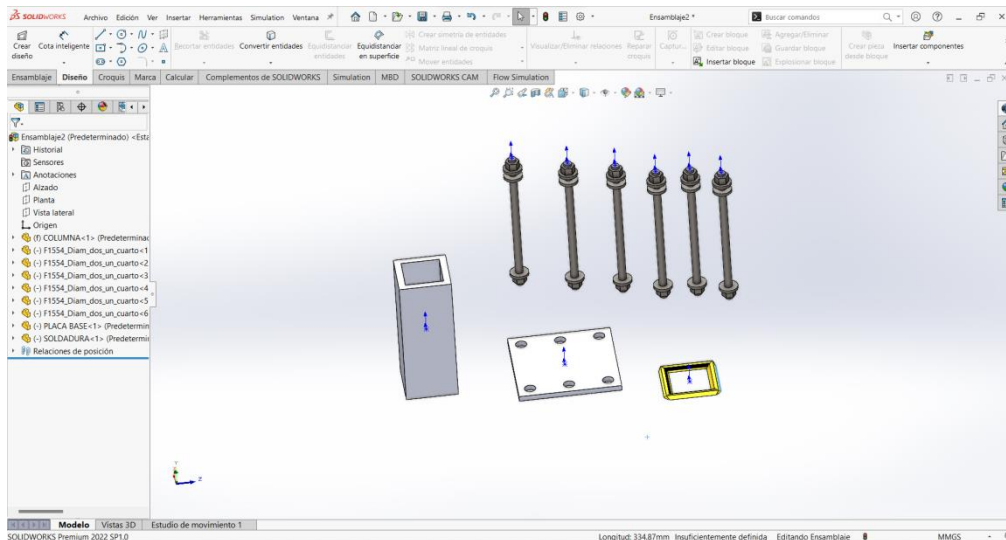 SOLIDWORKS Archivo Edición Ver Insertar Herramientas Simulation Ventana Ensamblaje2 * Buscar comandos
Crear diseño
Cota inteligente
Recortar entidades
Convertir entidades
Equidistanciar entidades
Equidistanciar en superficie
Crear simetría de entidades
Matriz lineal de croquis
Mover entidades
Visualizar/Eliminar relaciones
Reparar croquis
Captur...
Crear bloque
Editar bloque
Insertar bloque
Agregar/Eliminar
Guardar bloque
Explosionar bloque
Crear pieza desde bloque
Insertar componentes
Ensamblaje Diseño Croquis Marca Calcular Complementos de SOLIDWORKS Simulation MBD SOLIDWORKS CAM Flow Simulation
Ensamblaje2 (Predeterminado) <Esta
Historial
Sensores
Anotaciones
Alzado
Planta
Vista lateral
Origen
(f) COLUMNA<1> (Predeterminad
(-) F1554_Diam_dos_un_cuarto<1
(-) F1554_Diam_dos_un_cuarto<2
(-) F1554_Diam_dos_un_cuarto<3
(-) F1554_Diam_dos_un_cuarto<4
(-) F1554_Diam_dos_un_cuarto<5
(-) F1554_Diam_dos_un_cuarto<6
(-) PLACA BASE<1> (Predetermin
(-) SOLDADURA<1> (Predetermi
Relaciones de posición
Y
Z
Modelo Vistas 3D Estudio de movimiento 1
SOLIDWORKS Premium 2022 SP1.0 Longitud: 334.87mm Insuficientemente definida Editando Ensamblaje MMGS